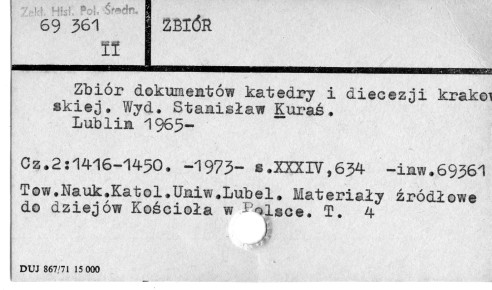 Zakł. Hist. Pol. Średn.
69 361
II
ZBIÓR
Zbiór dokumentów katedry i diecezji krakow
skiej. Wyd. Stanisław Kuraś.
Lublin 1965-
Cz.2:1416-1450. -1973- s.XXXIV,634 -inw.69361
Tow.Nauk.Katol.Uniw.Lubel. Materiały źródłowe
do dziejów Kościoła w Polsce. T. 4
DUJ 867/71 15 000